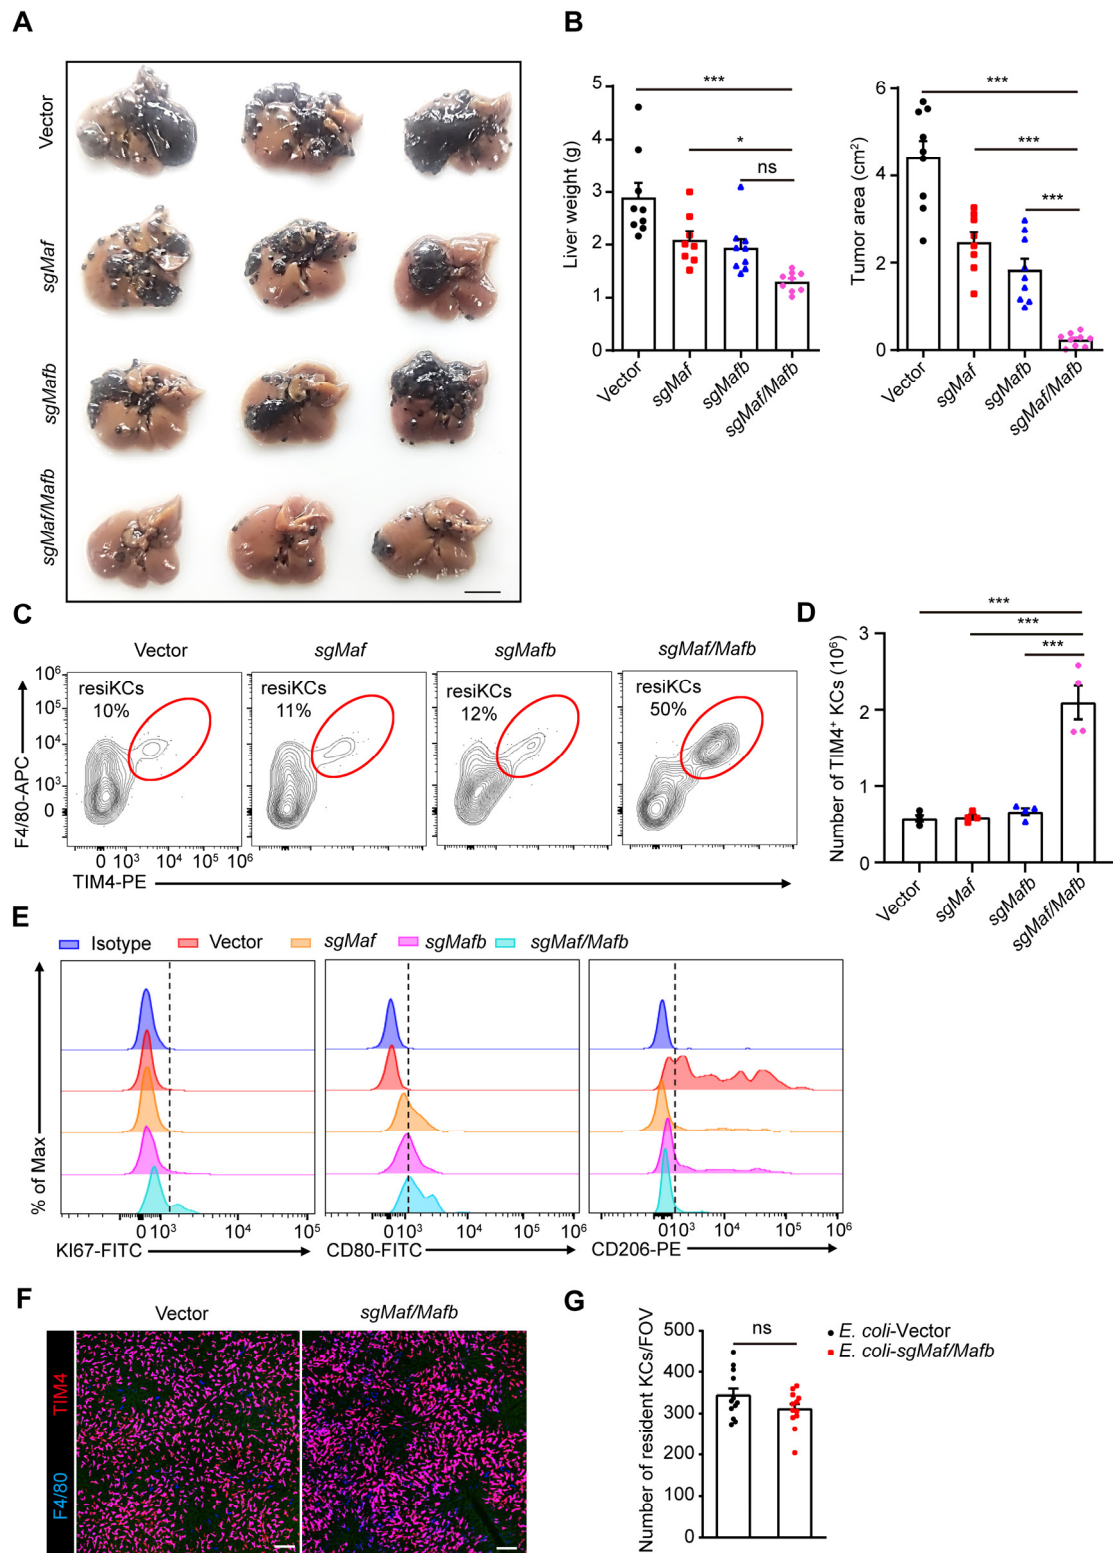 A
Vector
sgMaf
sgMafb
sgMaf/Mafb
B
Liver weight (g)
5
4
3
2
1
0
***
*
ns
Vector
sgMaf
sgMafb
sgMaf/Mafb
Tumor area (cm²)
6
4
2
0
***
***
***
Vector
sgMaf
sgMafb
sgMaf/Mafb
C
Vector
sgMaf
sgMafb
sgMaf/Mafb
F4/80-APC
10⁶
10⁵
10⁴
10³
0
resiKCs
10%
resiKCs
11%
resiKCs
12%
resiKCs
50%
0 10³ 10⁴ 10⁵ 10⁶
TIM4-PE
D
Number of TIM4⁺ KCs (10⁶)
3
2
1
0
***
***
***
Vector
sgMaf
sgMafb
sgMaf/Mafb
E
Isotype Vector sgMaf sgMafb sgMaf/Mafb
% of Max
0 10³ 10⁴ 10⁵
KI67-FITC
0 10³ 10⁴ 10⁵ 10⁶
CD80-FITC
0 10³ 10⁴ 10⁵ 10⁶
CD206-PE
F
Vector
sgMaf/Mafb
F4/80 TIM4
G
Number of resident KCs/FOV
500
400
300
200
100
0
ns
E. coli-Vector
E. coli-sgMaf/Mafb